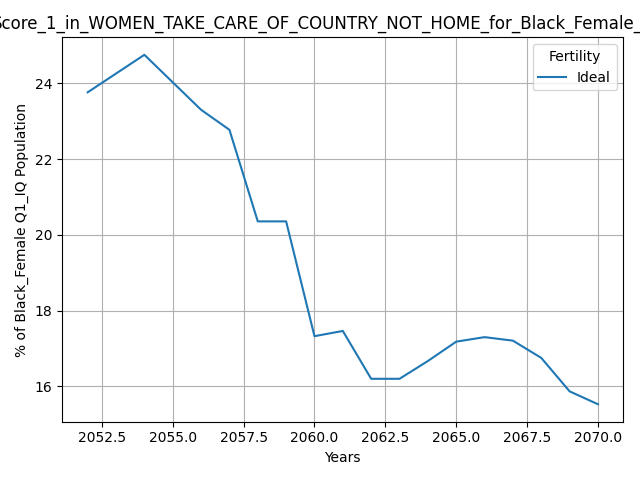 Score_1_in_WOMEN_TAKE_CARE_OF_COUNTRY_NOT_HOME_for_Black_Female_
Fertility
Ideal
24
22
20
18
16
% of Black_Female Q1_IQ Population
2052.5 2055.0 2057.5 2060.0 2062.5 2065.0 2067.5 2070.0
Years